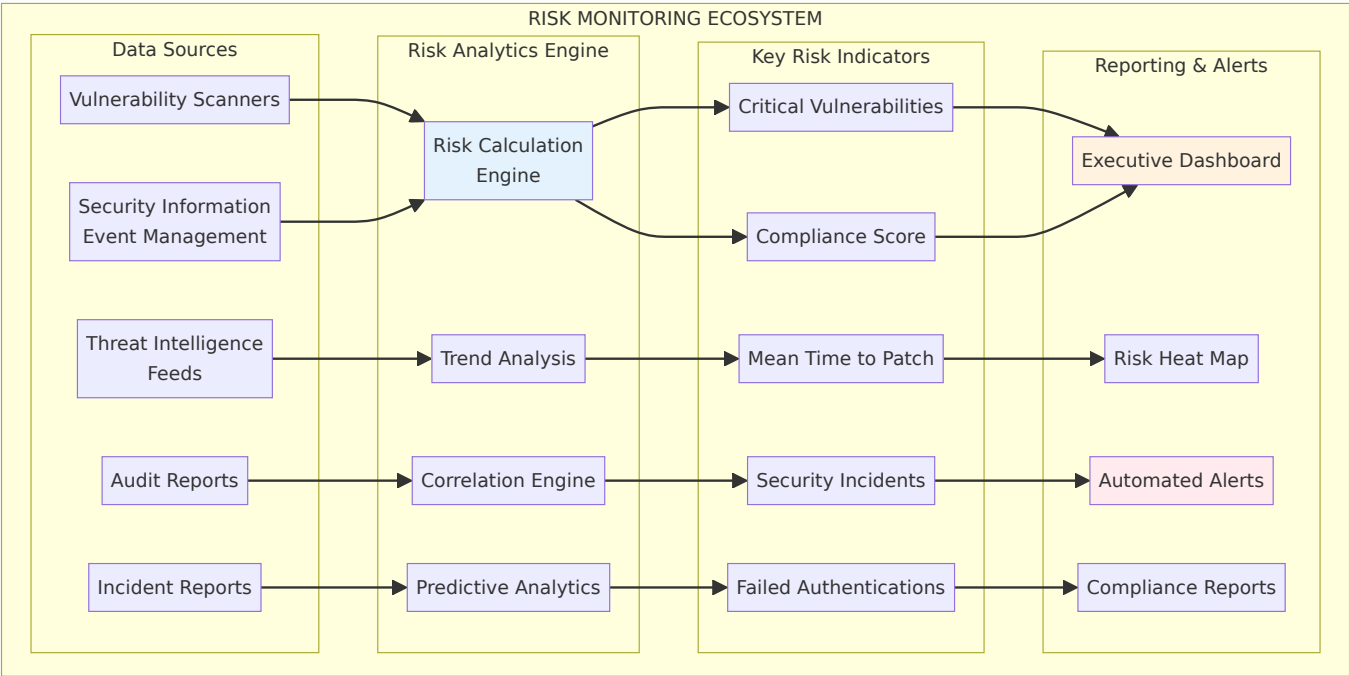 RISK MONITORING ECOSYSTEM
Data Sources
Vulnerability Scanners
Security Information
Event Management
Threat Intelligence
Feeds
Audit Reports
Incident Reports
Risk Analytics Engine
Risk Calculation
Engine
Trend Analysis
Correlation Engine
Predictive Analytics
Key Risk Indicators
Critical Vulnerabilities
Compliance Score
Mean Time to Patch
Security Incidents
Failed Authentications
Reporting & Alerts
Executive Dashboard
Risk Heat Map
Automated Alerts
Compliance Reports